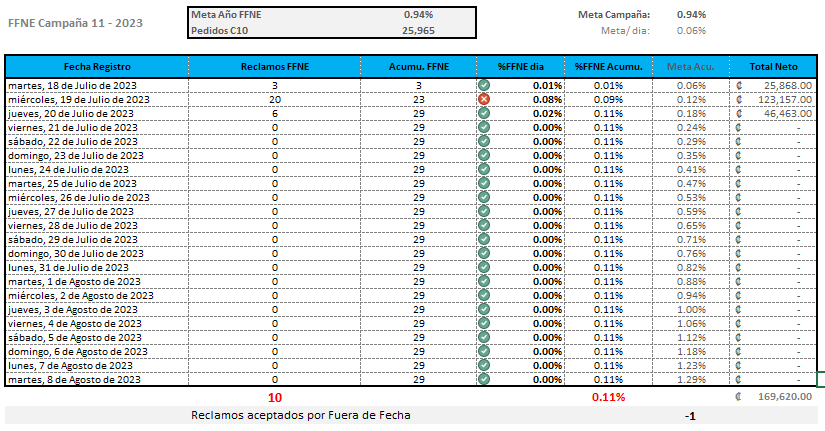 FFNE Campaña 11 - 2023
Meta Año FFNE 0.94% Meta Campaña: 0.94%
Pedidos C10 25,965 Meta/dia: 0.06%
Fecha Registro Reclamos FFNE Acumu. FFNE %FFNE dia %FFNE Acumu. Meta Acu. Total Neto
martes, 18 de Julio de 2023 3 3 0.01% 0.01% 0.06% ₡ 25,868.00
miércoles, 19 de Julio de 2023 20 23 0.08% 0.09% 0.12% ₡ 123,157.00
jueves, 20 de Julio de 2023 6 29 0.02% 0.11% 0.18% ₡ 46,463.00
viernes, 21 de Julio de 2023 0 29 0.00% 0.11% 0.24% ₡ -
sábado, 22 de Julio de 2023 0 29 0.00% 0.11% 0.29% ₡ -
domingo, 23 de Julio de 2023 0 29 0.00% 0.11% 0.35% ₡ -
lunes, 24 de Julio de 2023 0 29 0.00% 0.11% 0.41% ₡ -
martes, 25 de Julio de 2023 0 29 0.00% 0.11% 0.47% ₡ -
miércoles, 26 de Julio de 2023 0 29 0.00% 0.11% 0.53% ₡ -
jueves, 27 de Julio de 2023 0 29 0.00% 0.11% 0.59% ₡ -
viernes, 28 de Julio de 2023 0 29 0.00% 0.11% 0.65% ₡ -
sábado, 29 de Julio de 2023 0 29 0.00% 0.11% 0.71% ₡ -
domingo, 30 de Julio de 2023 0 29 0.00% 0.11% 0.76% ₡ -
lunes, 31 de Julio de 2023 0 29 0.00% 0.11% 0.82% ₡ -
martes, 1 de Agosto de 2023 0 29 0.00% 0.11% 0.88% ₡ -
miércoles, 2 de Agosto de 2023 0 29 0.00% 0.11% 0.94% ₡ -
jueves, 3 de Agosto de 2023 0 29 0.00% 0.11% 1.00% ₡ -
viernes, 4 de Agosto de 2023 0 29 0.00% 0.11% 1.06% ₡ -
sábado, 5 de Agosto de 2023 0 29 0.00% 0.11% 1.12% ₡ -
domingo, 6 de Agosto de 2023 0 29 0.00% 0.11% 1.18% ₡ -
lunes, 7 de Agosto de 2023 0 29 0.00% 0.11% 1.23% ₡ -
martes, 8 de Agosto de 2023 0 29 0.00% 0.11% 1.29% ₡ -
10 0.11% ₡ 169,620.00
Reclamos aceptados por Fuera de Fecha -1